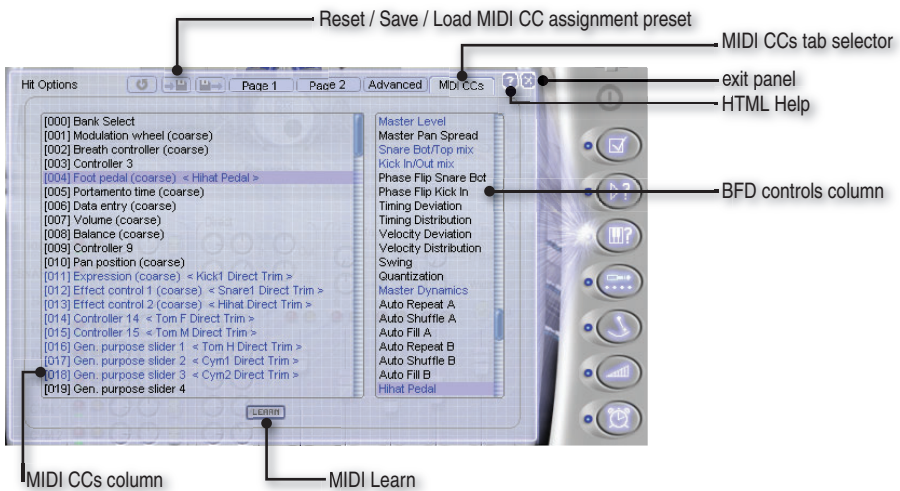 Reset / Save / Load MIDI CC assignment preset
MIDI CCs tab selector
exit panel
HTML Help
Hit Options
Page 1
Page 2
Advanced
MIDI CCs
?
X
[000] Bank Select
[001] Modulation wheel (coarse)
[002] Breath controller (coarse)
[003] Controller 3
[004] Foot pedal (coarse) < Hihat Pedal >
[005] Portamento time (coarse)
[006] Data entry (coarse)
[007] Volume (coarse)
[008] Balance (coarse)
[009] Controller 9
[010] Pan position (coarse)
[011] Expression (coarse) < Kick1 Direct Trim >
[012] Effect control 1 (coarse) < Snare1 Direct Trim >
[013] Effect control 2 (coarse) < Hihat Direct Trim >
[014] Controller 14 < Tom F Direct Trim >
[015] Controller 15 < Tom M Direct Trim >
[016] Gen. purpose slider 1 < Tom H Direct Trim >
[017] Gen. purpose slider 2 < Cym1 Direct Trim >
[018] Gen. purpose slider 3 < Cym2 Direct Trim >
[019] Gen. purpose slider 4
Master Level
Master Pan Spread
Snare Bot/Top mix
Kick In/Out mix
Phase Flip Snare Bot
Phase Flip Kick In
Timing Deviation
Timing Distribution
Velocity Deviation
Velocity Distribution
Swing
Quantization
Master Dynamics
Auto Repeat A
Auto Shuffle A
Auto Fill A
Auto Repeat B
Auto Shuffle B
Auto Fill B
Hihat Pedal
BFD controls column
?
?
LEARN
MIDI CCs column
MIDI Learn